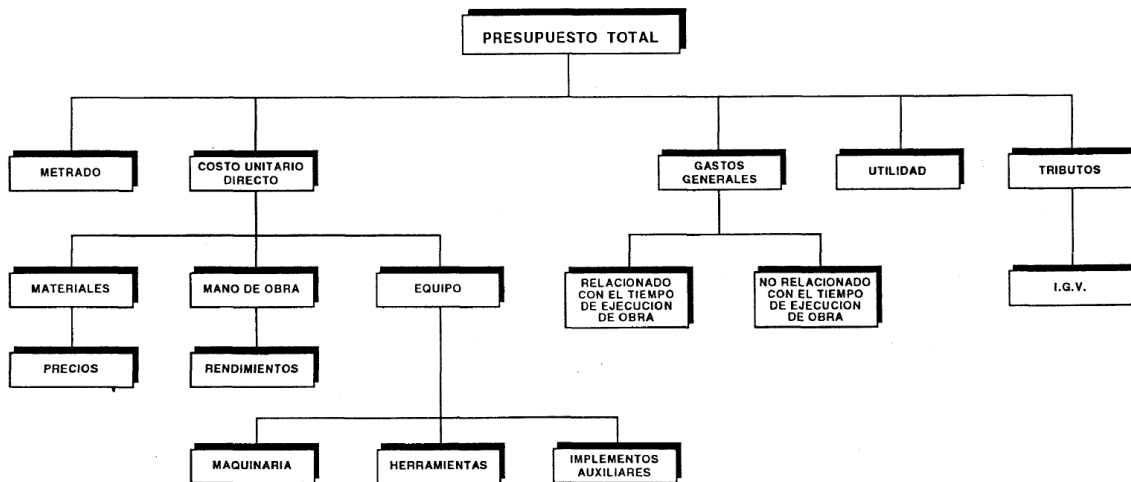 PRESUPUESTO TOTAL
METRADO
COSTO UNITARIO
DIRECTO
GASTOS
GENERALES
UTILIDAD
TRIBUTOS
MATERIALES
MANO DE OBRA
EQUIPO
RELACIONADO
CON EL TIEMPO
DE EJECUCION
DE OBRA
NO RELACIONADO
CON EL TIEMPO
DE EJECUCION
DE OBRA
I.G.V.
PRECIOS
RENDIMIENTOS
MAQUINARIA
HERRAMIENTAS
IMPLEMENTOS
AUXILIARES